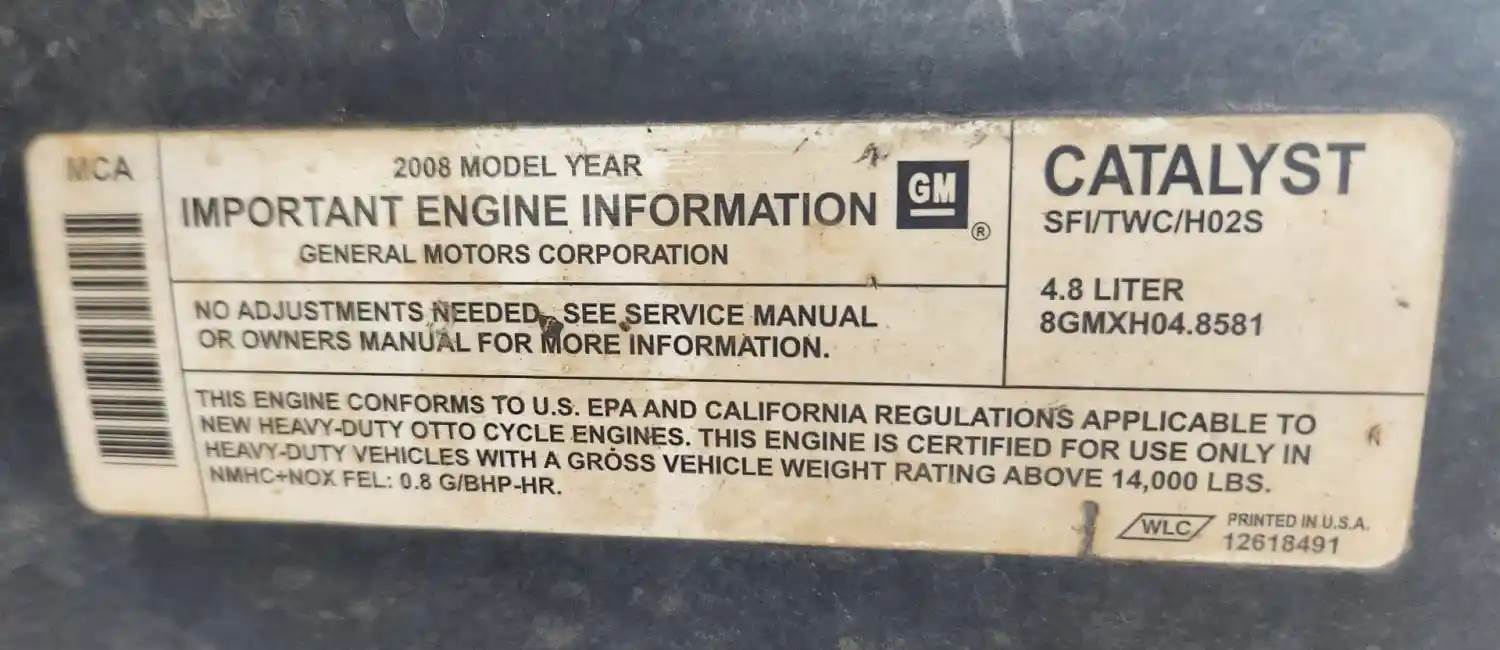 MCA
2008 MODEL YEAR
IMPORTANT ENGINE INFORMATION
GENERAL MOTORS CORPORATION
GM
®
NO ADJUSTMENTS NEEDED. SEE SERVICE MANUAL
OR OWNERS MANUAL FOR MORE INFORMATION.
CATALYST
SFI/TWC/H02S
4.8 LITER
8GMXH04.8581
THIS ENGINE CONFORMS TO U.S. EPA AND CALIFORNIA REGULATIONS APPLICABLE TO
NEW HEAVY-DUTY OTTO CYCLE ENGINES. THIS ENGINE IS CERTIFIED FOR USE ONLY IN
HEAVY-DUTY VEHICLES WITH A GROSS VEHICLE WEIGHT RATING ABOVE 14,000 LBS.
NMHC+NOX FEL: 0.8 G/BHP-HR.
WLC
PRINTED IN U.S.A.
12618491